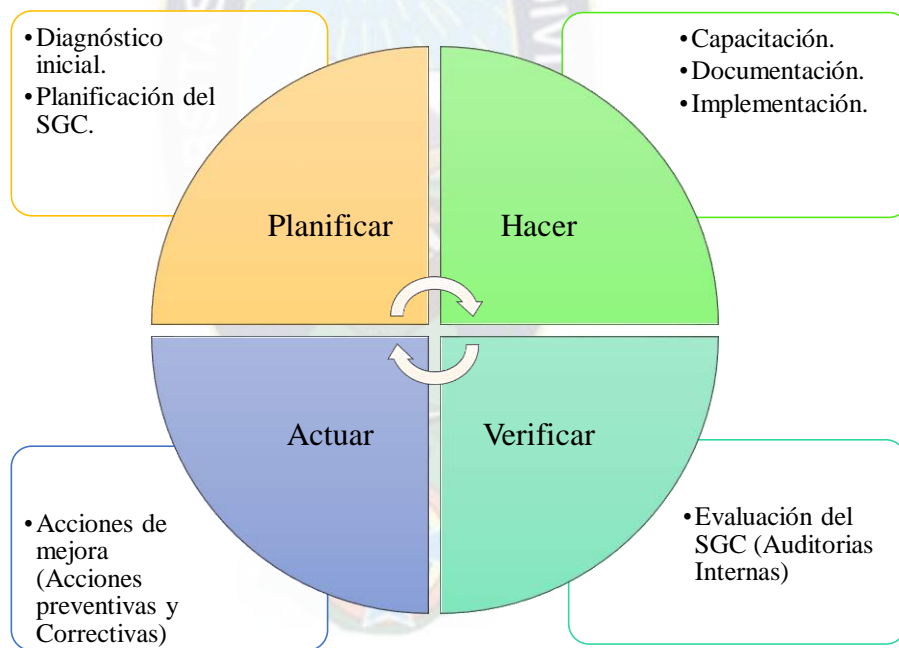 •Diagnóstico
inicial.
•Planificación del
SGC.
•Capacitación.
•Documentación.
•Implementación.
Planificar
Hacer
Actuar
Verificar
•Acciones de
mejora
(Acciones
preventivas y
Correctivas)
•Evaluación del
SGC (Auditorias
Internas)